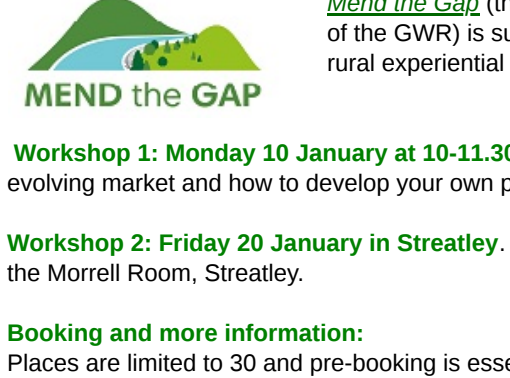 Mend the Gap (th
of the GWR) is su
rural experiential
MEND the GAP
Workshop 1: Monday 10 January at 10-11.30
evolving market and how to develop your own p
Workshop 2: Friday 20 January in Streatley.
the Morrell Room, Streatley.
Booking and more information:
Places are limited to 30 and pre-booking is esse